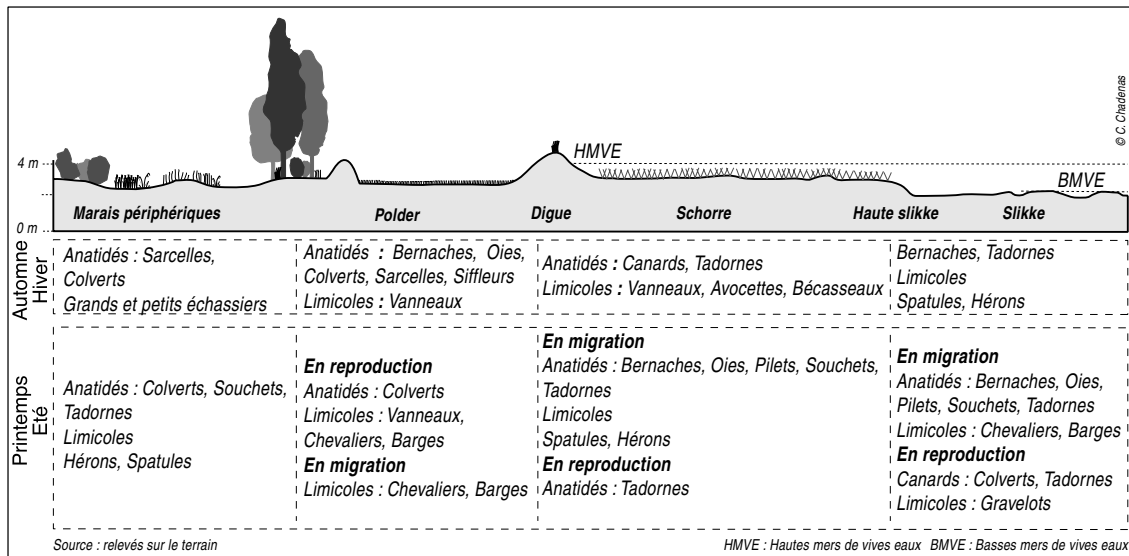 © C. Chadenas
4 m
HMVE
BMVE
0 m
Marais périphériques
Polder
Digue
Schorre
Haute slikke
Slikke
Automne
Hiver
Anatidés : Sarcelles,
Colverts
Grands et petits échassiers
Anatidés : Bernaches, Oies,
Colverts, Sarcelles, Siffleurs
Limicoles : Vanneaux
Anatidés : Canards, Tadornes
Limicoles : Vanneaux, Avocettes, Bécasseaux
Bernaches, Tadornes
Limicoles
Spatules, Hérons
Printemps
Eté
Anatidés : Colverts, Souchets,
Tadornes
Limicoles
Hérons, Spatules
En reproduction
Anatidés : Colverts
Limicoles : Vanneaux,
Chevaliers, Barges
En migration
Limicoles : Chevaliers, Barges
En migration
Anatidés : Bernaches, Oies, Pilets, Souchets,
Tadornes
Limicoles
Spatules, Hérons
En reproduction
Anatidés : Tadornes
En migration
Anatidés : Bernaches, Oies,
Pilets, Souchets, Tadornes
Limicoles : Chevaliers, Barges
En reproduction
Canards : Colverts, Tadornes
Limicoles : Gravelots
Source : relevés sur le terrain
HMVE : Hautes mers de vives eaux BMVE : Basses mers de vives eaux